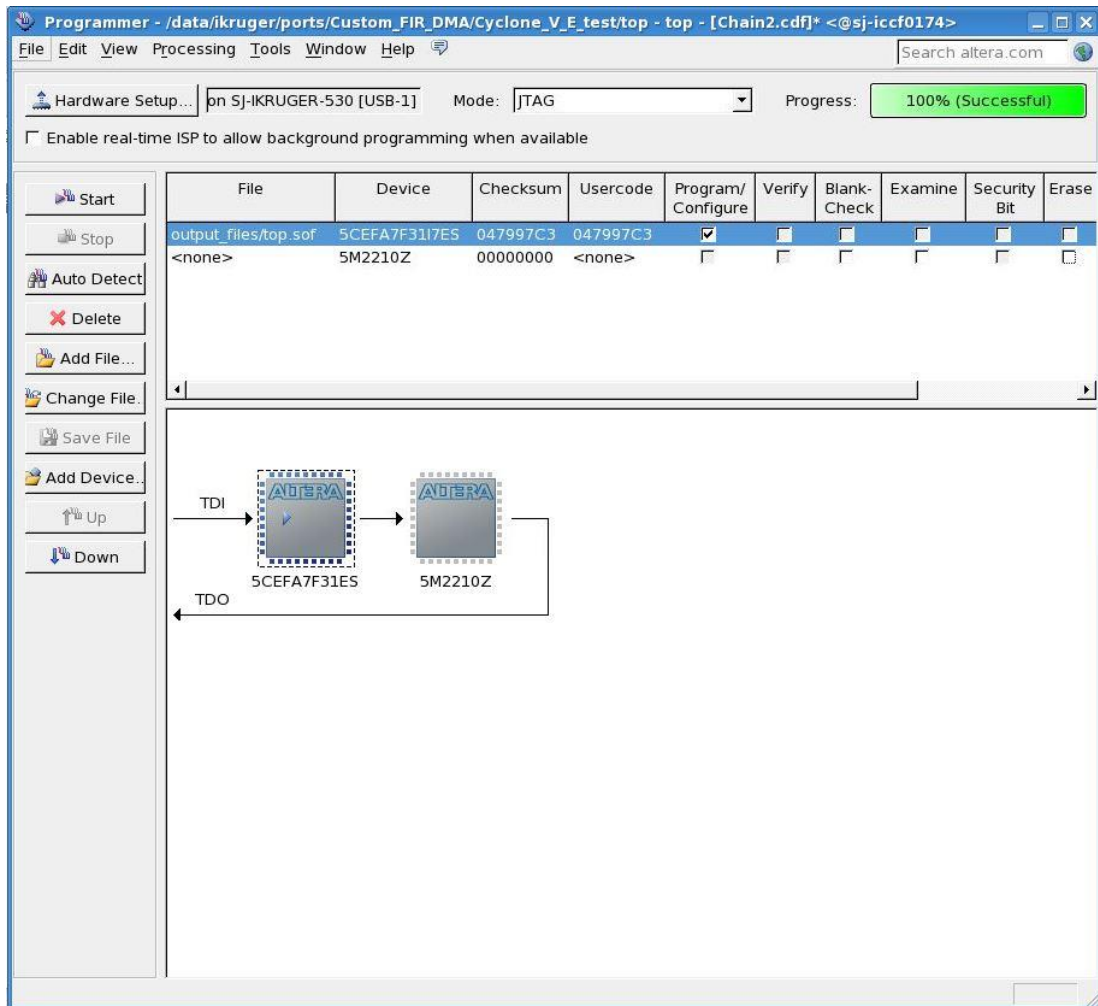 Programmer - /data/ikruger/ports/Custom_FIR_DMA/Cyclone_V_E_test/top - top - [Chain2.cdf]* <@sj-iccf0174>
File Edit View Processing Tools Window Help Search altera.com
Hardware Setup... on SJ-IKRUGER-530 [USB-1] Mode: JTAG Progress: 100% (Successful)
Enable real-time ISP to allow background programming when available
Start
Stop
Auto Detect
Delete
Add File...
Change File.
Save File
Add Device..
Up
Down
File Device Checksum Usercode Program/ Verify Blank- Examine Security Erase
Configure Check Bit
output_files/top.sof 5CEFA7F31I7ES 047997C3 047997C3
<none> 5M2210Z 00000000 <none>
ALTERA ALTERA
TDI
5CEFA7F31ES 5M2210Z
TDO